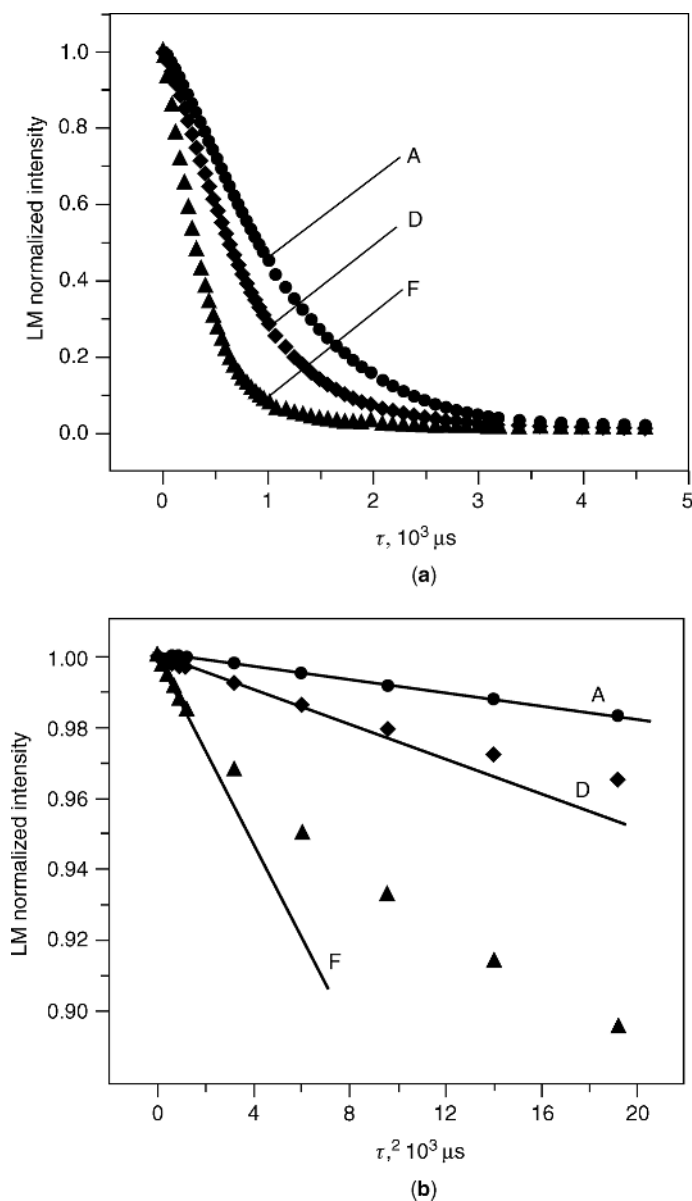 1.0
0.8
0.6
0.4
0.2
0.0
LM normalized intensity
A
D
F
0 1 2 3 4 5
τ, 10³ μs
(a)
1.00
0.98
0.96
0.94
0.92
0.90
LM normalized intensity
A
D
F
0 4 8 12 16 20
τ,² 10³ μs
(b)